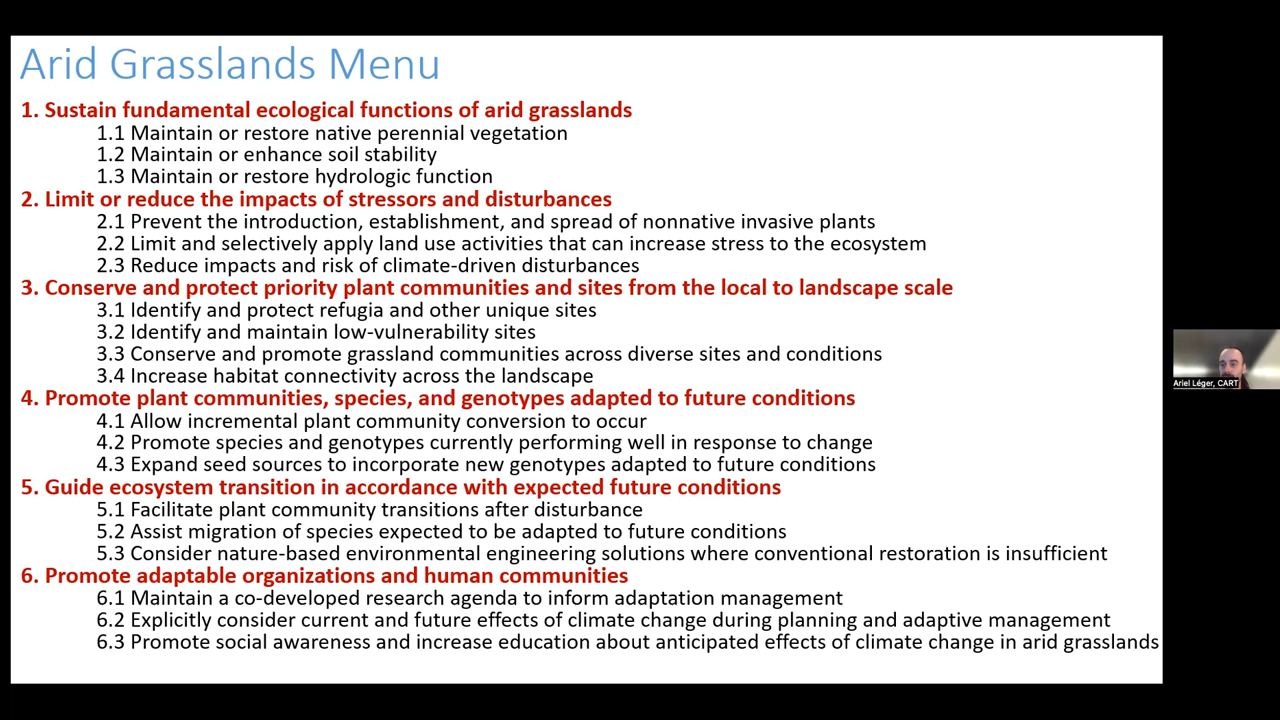 Arid Grasslands Menu
1. Sustain fundamental ecological functions of arid grasslands
1.1 Maintain or restore native perennial vegetation
1.2 Maintain or enhance soil stability
1.3 Maintain or restore hydrologic function
2. Limit or reduce the impacts of stressors and disturbances
2.1 Prevent the introduction, establishment, and spread of nonnative invasive plants
2.2 Limit and selectively apply land use activities that can increase stress to the ecosystem
2.3 Reduce impacts and risk of climate-driven disturbances
3. Conserve and protect priority plant communities and sites from the local to landscape scale
3.1 Identify and protect refugia and other unique sites
3.2 Identify and maintain low-vulnerability sites
3.3 Conserve and promote grassland communities across diverse sites and conditions
3.4 Increase habitat connectivity across the landscape
4. Promote plant communities, species, and genotypes adapted to future conditions
4.1 Allow incremental plant community conversion to occur
4.2 Promote species and genotypes currently performing well in response to change
4.3 Expand seed sources to incorporate new genotypes adapted to future conditions
5. Guide ecosystem transition in accordance with expected future conditions
5.1 Facilitate plant community transitions after disturbance
5.2 Assist migration of species expected to be adapted to future conditions
5.3 Consider nature-based environmental engineering solutions where conventional restoration is insufficient
6. Promote adaptable organizations and human communities
6.1 Maintain a co-developed research agenda to inform adaptation management
6.2 Explicitly consider current and future effects of climate change during planning and adaptive management
6.3 Promote social awareness and increase education about anticipated effects of climate change in arid grasslands
Ariel Léger, CART